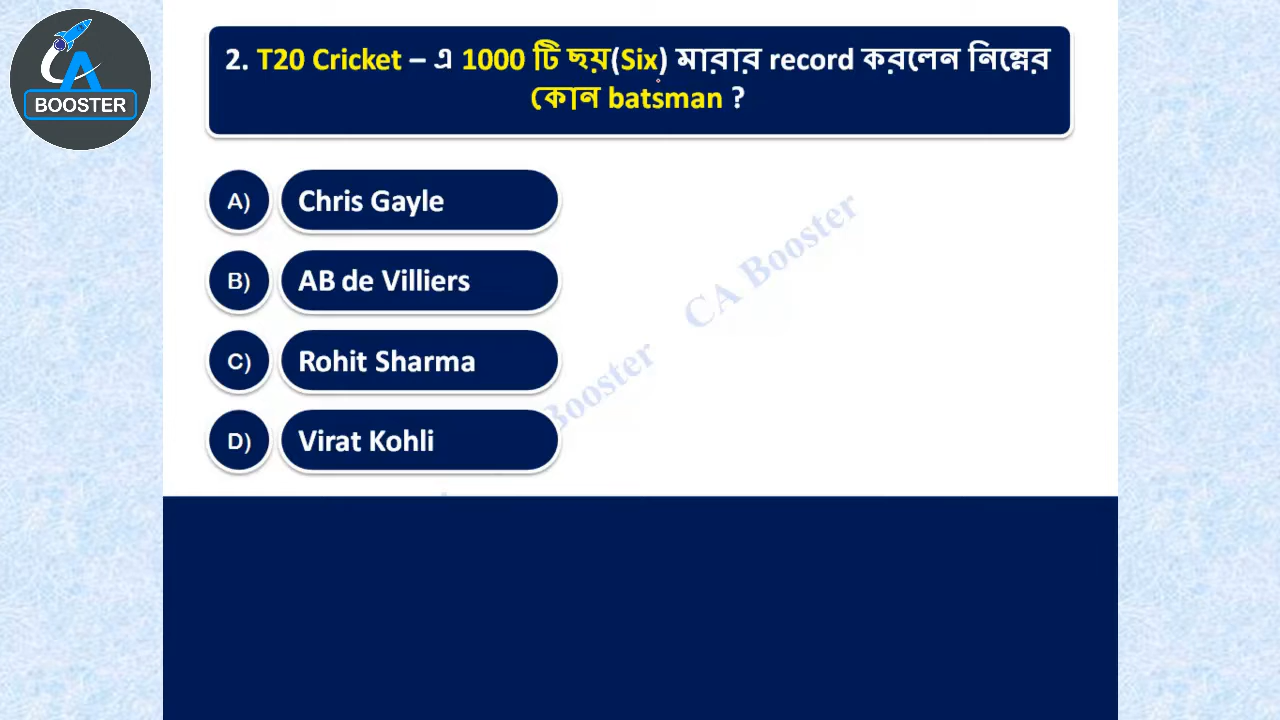 A
BOOSTER
2. T20 Cricket – এ 1000 টি ছয়(Six) মারার record করলেন নিম্নের
কোন batsman ?
A) Chris Gayle
B) AB de Villiers
C) Rohit Sharma
D) Virat Kohli
CA Booster
Booster